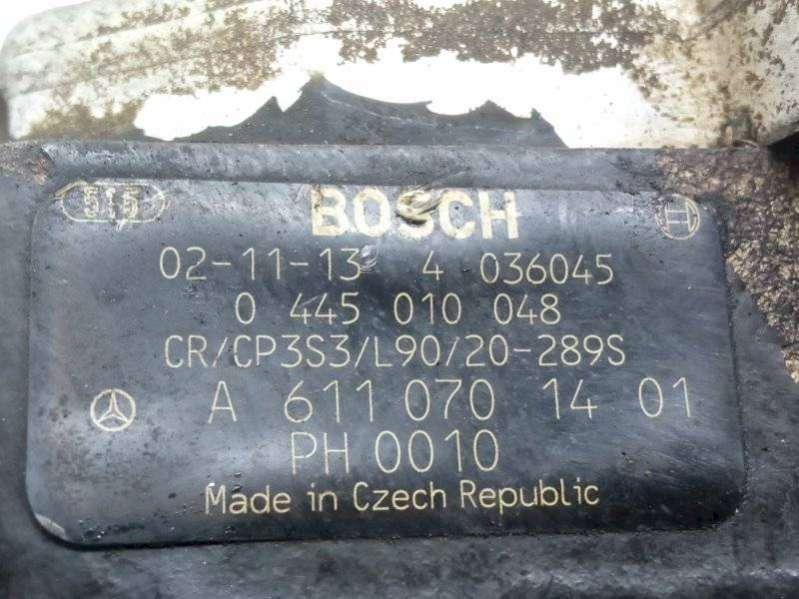 515
BOSCH
02-11-13 4 036045
0 445 010 048
CR/CP3S3/L90/20-289S
A 611 070 14 01
PH 0010
Made in Czech Republic